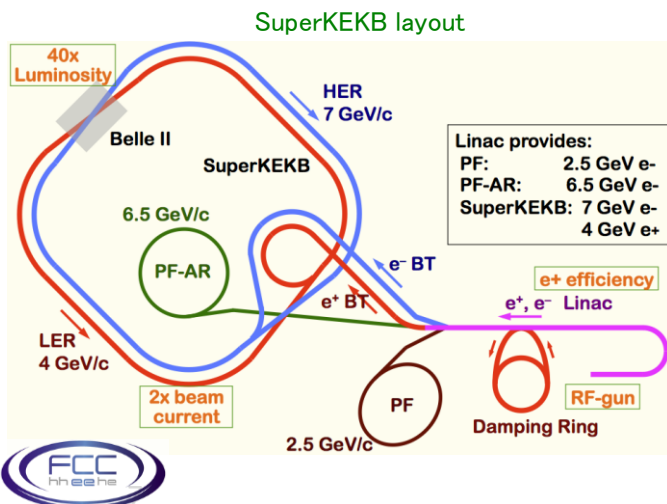 SuperKEKB layout
40x
Luminosity
HER
7 GeV/c
Belle II
SuperKEKB
Linac provides:
PF: 2.5 GeV e-
PF-AR: 6.5 GeV e-
SuperKEKB: 7 GeV e-
4 GeV e+
6.5 GeV/c
PF-AR
e⁻ BT
e⁺ BT
e+ efficiency
e⁺, e⁻ Linac
LER
4 GeV/c
2x beam
current
PF
RF-gun
Damping Ring
2.5 GeV/c
FCC
hh ee he